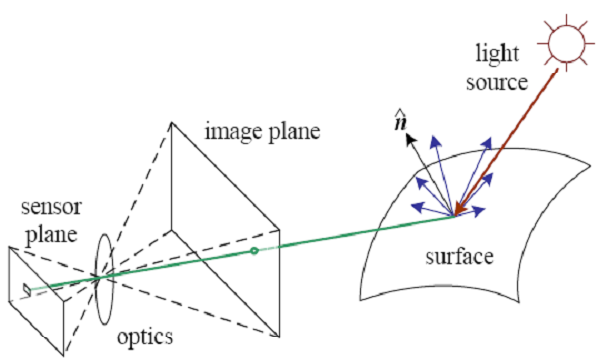 light
source
n̂
image plane
sensor
plane
surface
optics